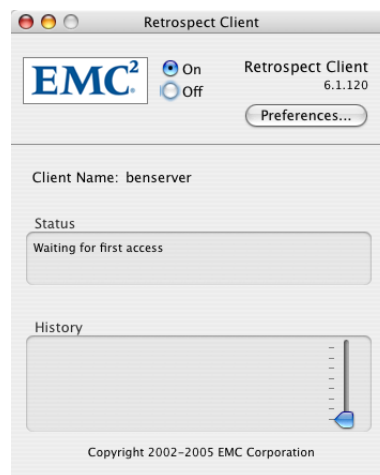 Retrospect Client
EMC²
On
Off
Retrospect Client
6.1.120
Preferences...
Client Name: benserver
Status
Waiting for first access
History
Copyright 2002-2005 EMC Corporation